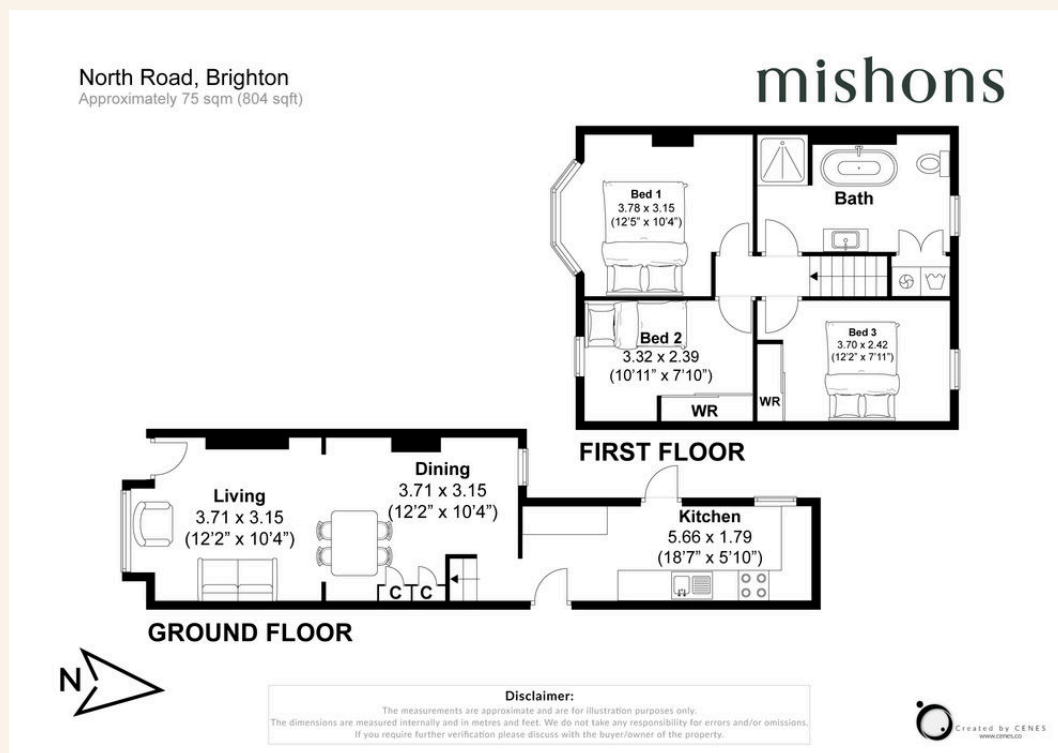 North Road, Brighton
Approximately 75 sqm (804 sqft)
mishons
Bed 1
3.78 x 3.15
(12'5" x 10'4")
Bath
Bed 2
3.32 x 2.39
(10'11" x 7'10")
WR
Bed 3
3.70 x 2.42
(12'2" x 7'11")
WR
FIRST FLOOR
Living
3.71 x 3.15
(12'2" x 10'4")
Dining
3.71 x 3.15
(12'2" x 10'4")
C C
Kitchen
5.66 x 1.79
(18'7" x 5'10")
GROUND FLOOR
N
Disclaimer:
The measurements are approximate and are for illustration purposes only.
The dimensions are measured internally and in metres and feet. We do not take any responsibility for errors and/or omissions.
If you require further verification please discuss with the buyer/owner of the property.
Created by CENES
www.cenes.co